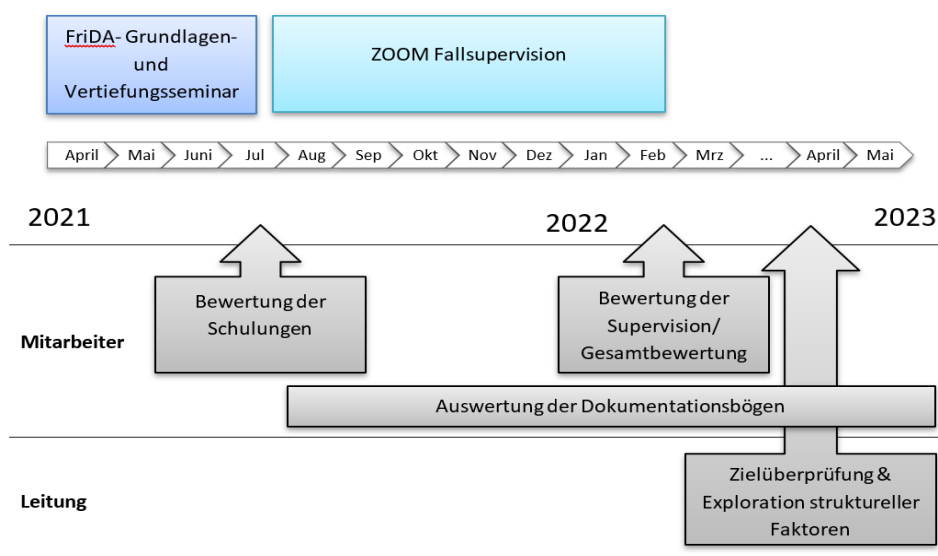 FriDA- Grundlagen-
und
Vertiefungsseminar
ZOOM Fallsupervision
April Mai Juni Jul Aug Sep Okt Nov Dez Jan Feb Mrz ... April Mai
2021
2022
2023
Bewertung der
Schulungen
Bewertung der
Supervision/
Gesamtbewertung
Mitarbeiter
Auswertung der Dokumentationsbögen
Zielüberprüfung &
Exploration struktureller
Faktoren
Leitung